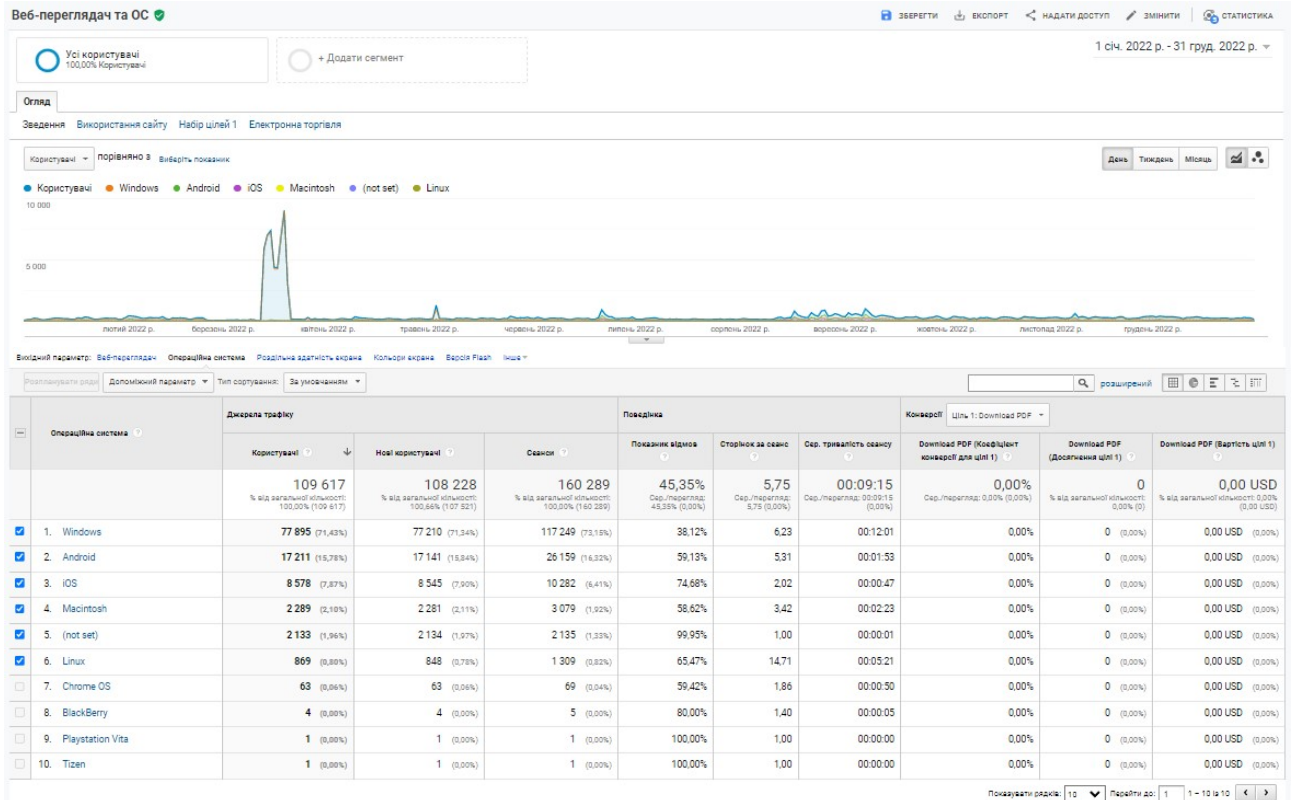 Веб-переглядач та ОС
ЗБЕРЕГТИ ЕКСПОРТ НАДАТИ ДОСТУП ЗМІНИТИ СТАТИСТИКА
Усі користувачі
100,00% Користувачі
+ Додати сегмент
1 січ. 2022 р. - 31 груд. 2022 р.
Огляд
Зведення Використання сайту Набір цілей 1 Електронна торгівля
Користувачі порівняно з Виберіть показник
День Тиждень Місяць
Користувачі Windows Android iOS Macintosh (not set) Linux
10 000
5 000
лютий 2022 р. березень 2022 р. квітень 2022 р. травень 2022 р. червень 2022 р. липень 2022 р. серпень 2022 р. вересень 2022 р. жовтень 2022 р. листопад 2022 р. грудень 2022 р.
Вихідний параметр: Веб-переглядач Операційна система Роздільна здатність екрана Кольори екрана Версія Flash Інше
Розпланувати ряди Допоміжний параметр Тип сортування: За умовчанням розширений
Джерела трафіку Поведінка Конверсії Ціль 1: Download PDF
Операційна система
Користувачі Нові користувачі Сеанси Показник відмов Сторінок за сеанс Сер. тривалість сеансу Download PDF (Коефіцієнт конверсії для цілі 1) Download PDF (Досягнення цілі 1) Download PDF (Вартість цілі 1)
109 617 108 228 160 289 45,35% 5,75 00:09:15 0,00% 0 0,00 USD
% від загальної кількості: % від загальної кількості: % від загальної кількості: Сер./перегляд: Сер./перегляд: Сер./перегляд: 00:09:15 Сер./перегляд: 0,00% (0,00%) % від загальної кількості: % від загальної кількості: 0,00%
100,00% (109 617) 100,66% (107 521) 100,00% (160 289) 45,35% (0,00%) 5,75 (0,00%) (0,00%) 0,00% (0) (0,00 USD)
1. Windows 77 895 (71,43%) 77 210 (71,34%) 117 249 (73,15%) 38,12% 6,23 00:12:01 0,00% 0 (0,00%) 0,00 USD (0,00%)
2. Android 17 211 (15,78%) 17 141 (15,84%) 26 159 (16,32%) 59,13% 5,31 00:01:53 0,00% 0 (0,00%) 0,00 USD (0,00%)
3. iOS 8 578 (7,87%) 8 545 (7,90%) 10 282 (6,41%) 74,68% 2,02 00:00:47 0,00% 0 (0,00%) 0,00 USD (0,00%)
4. Macintosh 2 289 (2,10%) 2 281 (2,11%) 3 079 (1,92%) 58,62% 3,42 00:02:23 0,00% 0 (0,00%) 0,00 USD (0,00%)
5. (not set) 2 133 (1,96%) 2 134 (1,97%) 2 135 (1,33%) 99,95% 1,00 00:00:01 0,00% 0 (0,00%) 0,00 USD (0,00%)
6. Linux 869 (0,80%) 848 (0,78%) 1 309 (0,82%) 65,47% 14,71 00:05:21 0,00% 0 (0,00%) 0,00 USD (0,00%)
7. Chrome OS 63 (0,06%) 63 (0,06%) 69 (0,04%) 59,42% 1,86 00:00:50 0,00% 0 (0,00%) 0,00 USD (0,00%)
8. BlackBerry 4 (0,00%) 4 (0,00%) 5 (0,00%) 80,00% 1,40 00:00:05 0,00% 0 (0,00%) 0,00 USD (0,00%)
9. Playstation Vita 1 (0,00%) 1 (0,00%) 1 (0,00%) 100,00% 1,00 00:00:00 0,00% 0 (0,00%) 0,00 USD (0,00%)
10. Tizen 1 (0,00%) 1 (0,00%) 1 (0,00%) 100,00% 1,00 00:00:00 0,00% 0 (0,00%) 0,00 USD (0,00%)
Показувати рядків: 10 Перейти до: 1 1 – 10 із 10